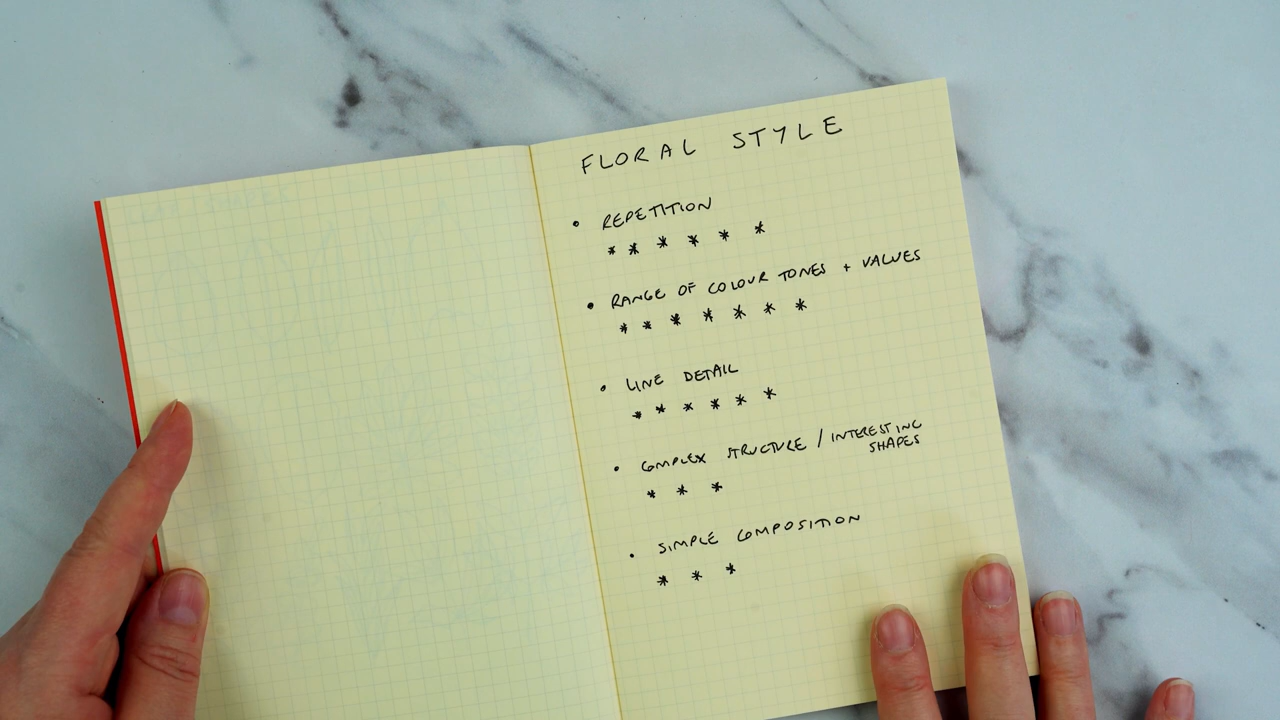 FLORAL STYLE
• REPETITION
* * * * * *
• RANGE OF COLOUR TONES + VALUES
* * * * * * *
• LINE DETAIL
* * * * * *
• COMPLEX STRUCTURE / INTERESTING
SHAPES
* * *
• SIMPLE COMPOSITION
* * *